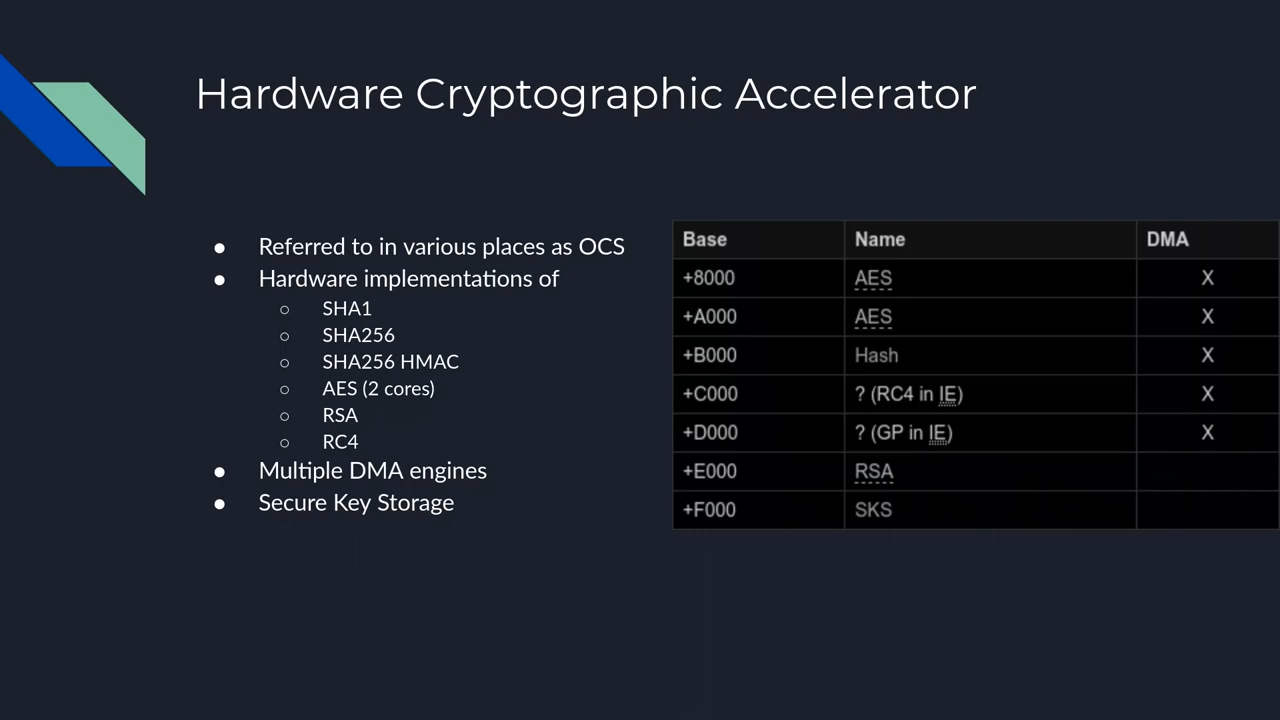 Hardware Cryptographic Accelerator
● Referred to in various places as OCS
● Hardware implementations of
○ SHA1
○ SHA256
○ SHA256 HMAC
○ AES (2 cores)
○ RSA
○ RC4
● Multiple DMA engines
● Secure Key Storage
Base Name DMA
+8000 AES X
+A000 AES X
+B000 Hash X
+C000 ? (RC4 in IE) X
+D000 ? (GP in IE) X
+E000 RSA
+F000 SKS